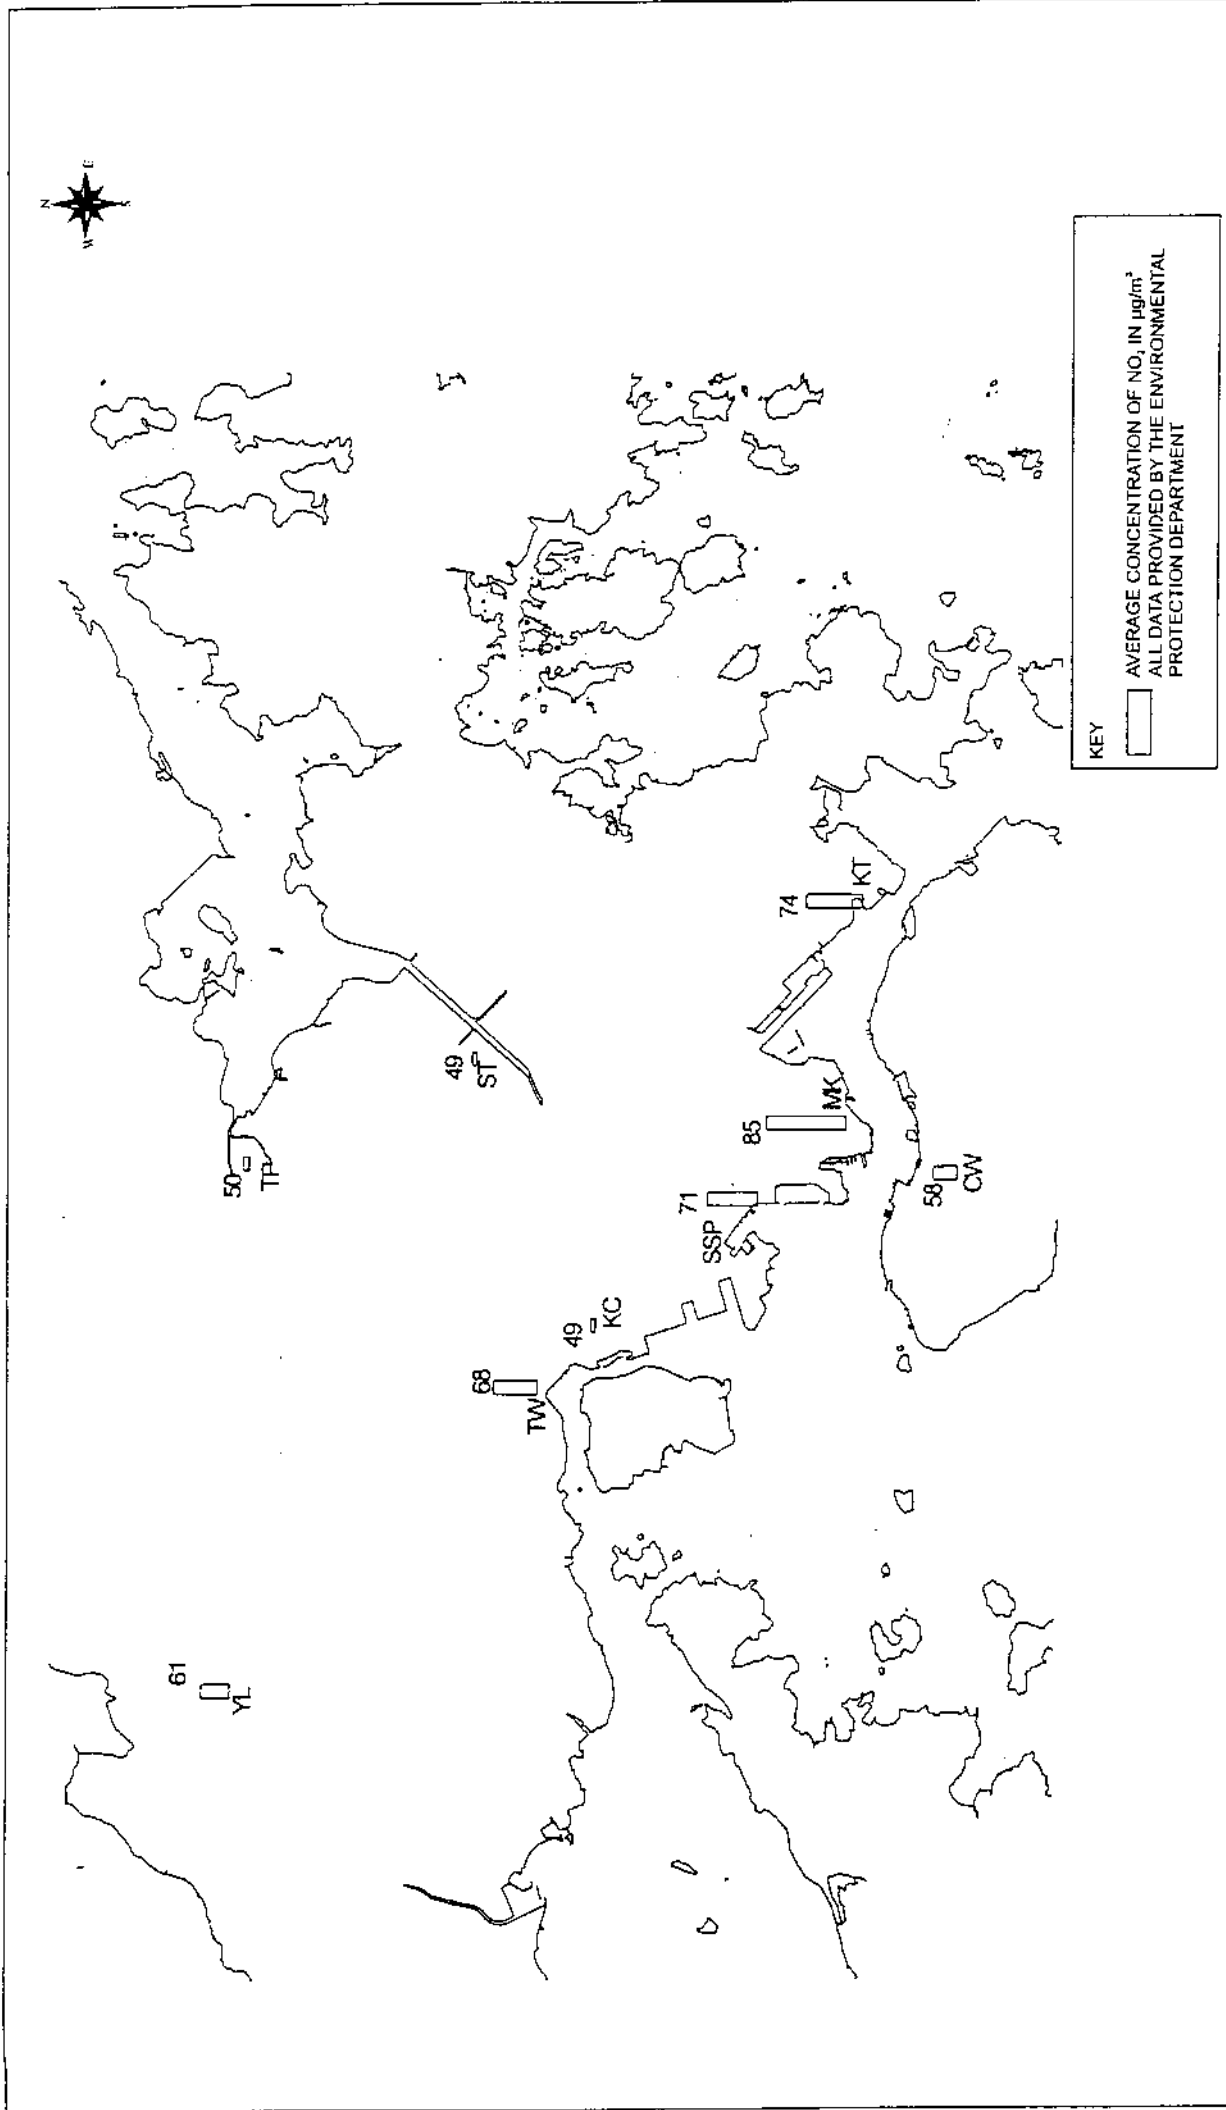 N
W
E
S
61
YL
50
TP
49
ST
68
TW
49
KC
71
SSP
85
MK
74
KT
58
CW
KEY
AVERAGE CONCENTRATION OF NO₂ IN µg/m³
ALL DATA PROVIDED BY THE ENVIRONMENTAL
PROTECTION DEPARTMENT